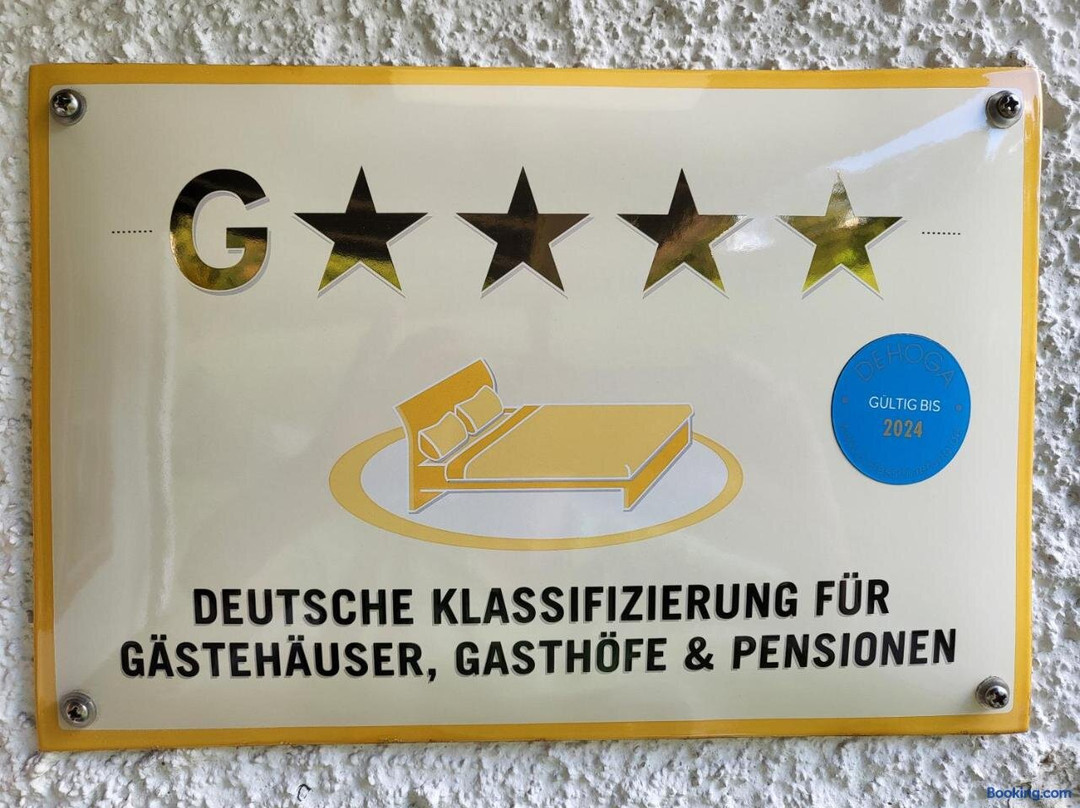 G★★★★
DEHOGA
GÜLTIG BIS
2024
DEUTSCHE KLASSIFIZIERUNG FÜR
GÄSTEHÄUSER, GASTHÖFE & PENSIONEN
Booking.com